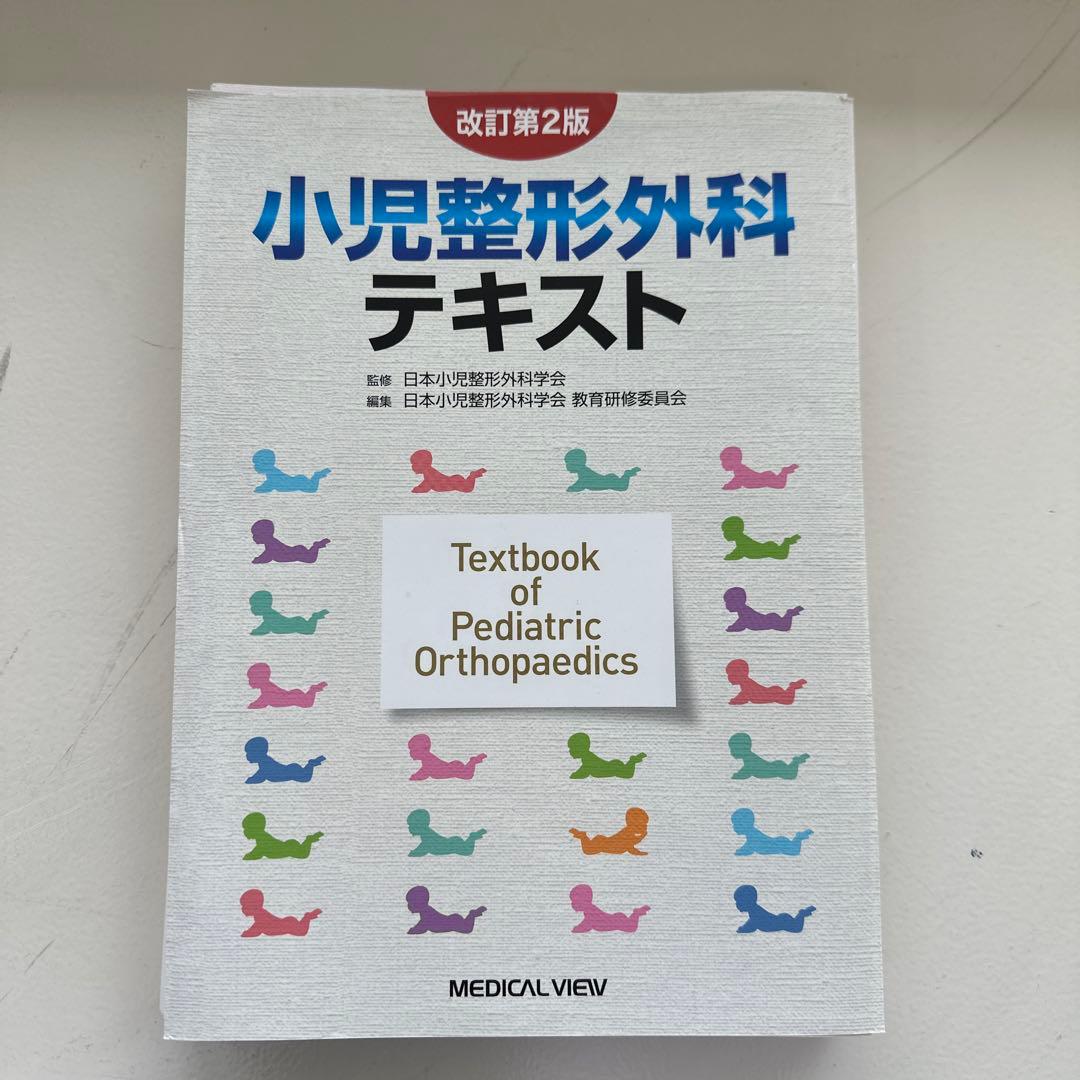 改訂第2版
小児整形外科
テキスト
監修 日本小児整形外科学会
編集 日本小児整形外科学会 教育研修委員会
Textbook
of
Pediatric
Orthopaedics
MEDICAL VIEW